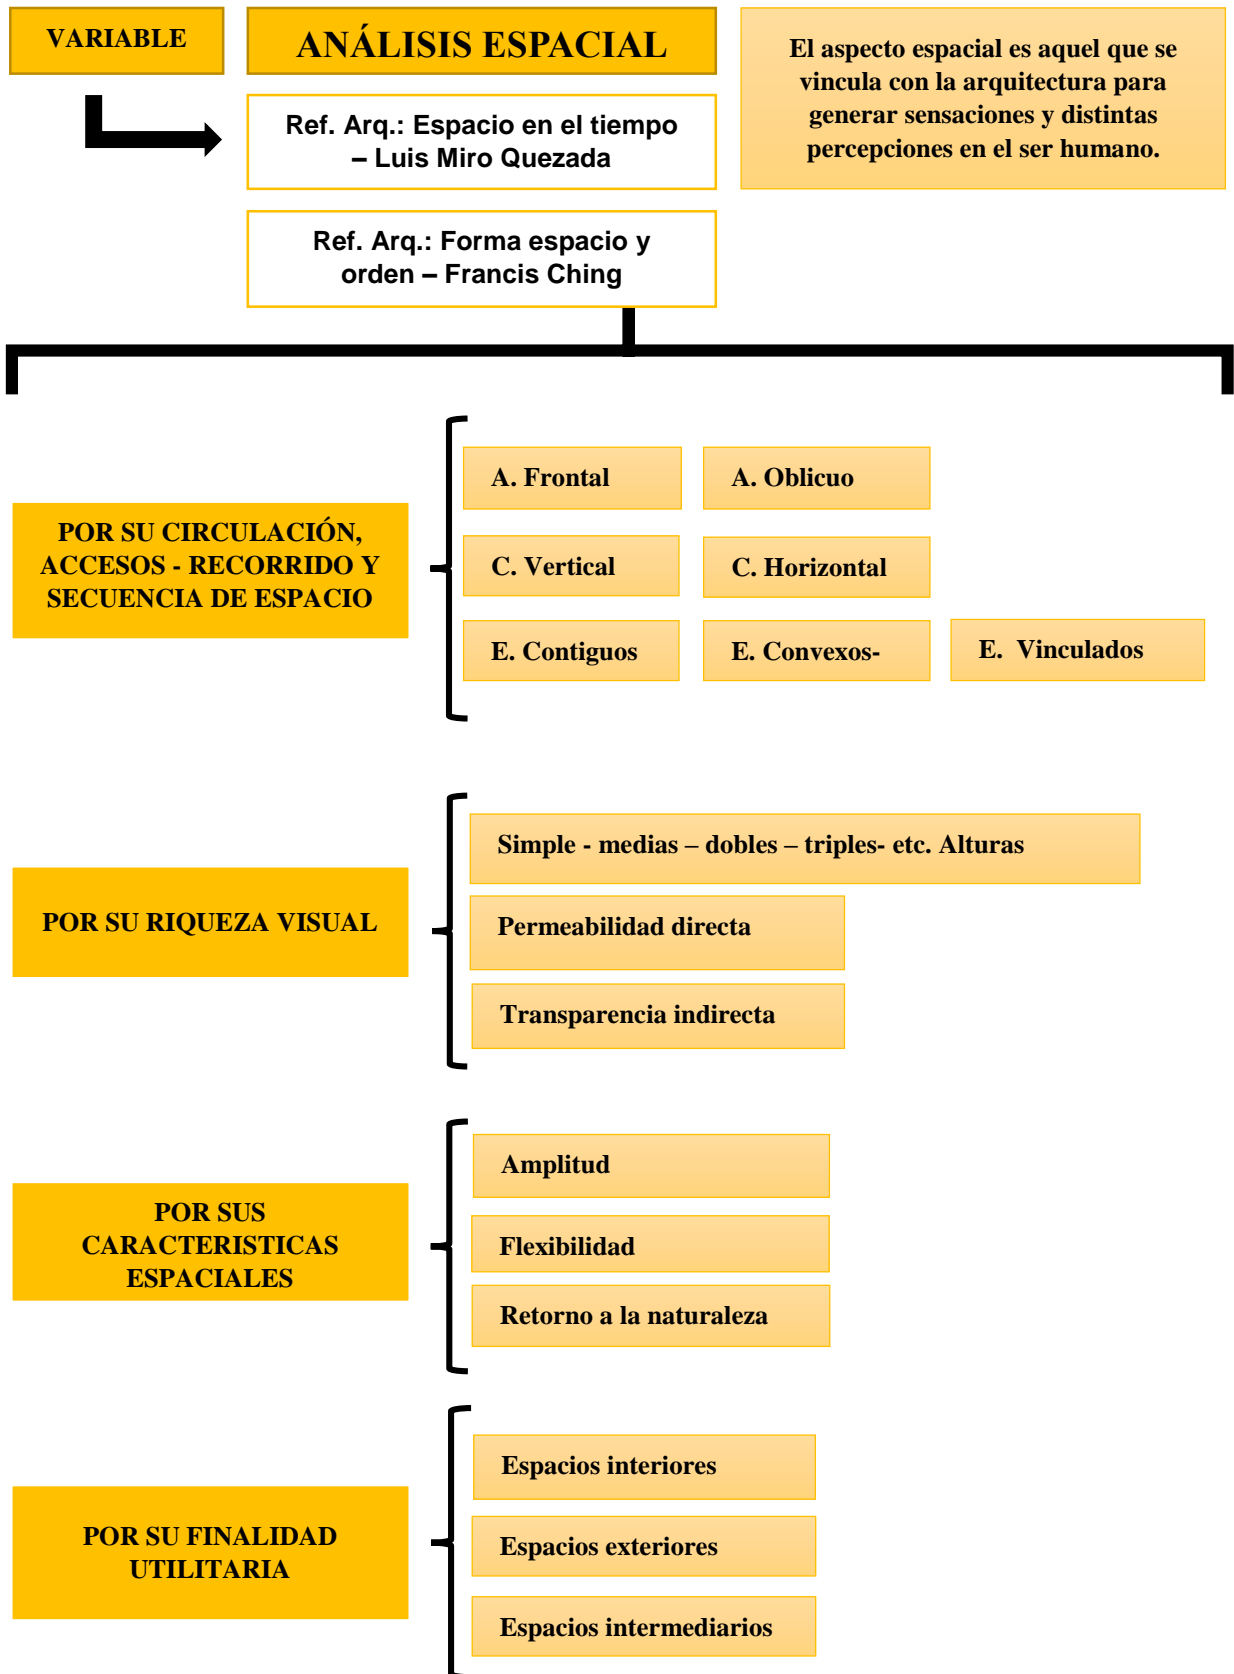 VARIABLE
ANÁLISIS ESPACIAL
El aspecto espacial es aquel que se
vincula con la arquitectura para
generar sensaciones y distintas
percepciones en el ser humano.
Ref. Arq.: Espacio en el tiempo
– Luis Miro Quezada
Ref. Arq.: Forma espacio y
orden – Francis Ching
POR SU CIRCULACIÓN,
ACCESOS - RECORRIDO Y
SECUENCIA DE ESPACIO
A. Frontal
A. Oblicuo
C. Vertical
C. Horizontal
E. Contiguos
E. Convexos-
E. Vinculados
POR SU RIQUEZA VISUAL
Simple - medias – dobles – triples- etc. Alturas
Permeabilidad directa
Transparencia indirecta
POR SUS
CARACTERISTICAS
ESPACIALES
Amplitud
Flexibilidad
Retorno a la naturaleza
POR SU FINALIDAD
UTILITARIA
Espacios interiores
Espacios exteriores
Espacios intermediarios